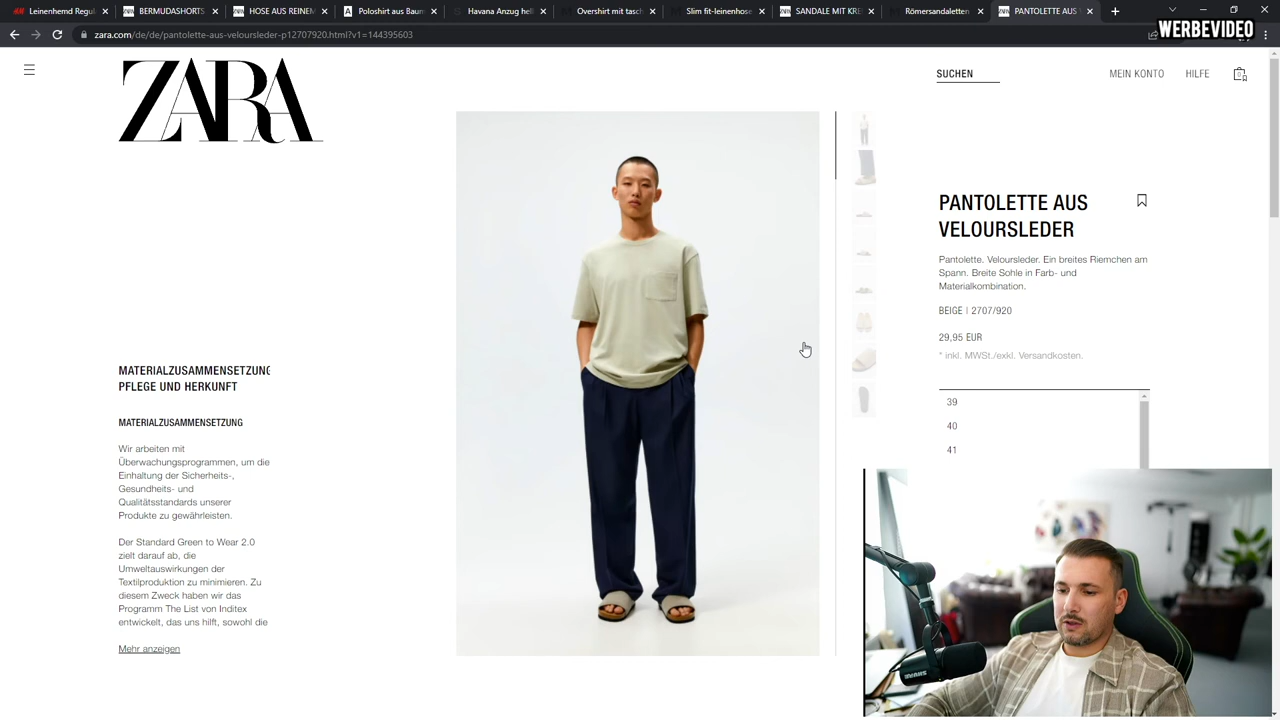 Leinenhemd Regul
BERMUDASHORTS
HOSE AUS REINEM
Poloshirt aus Baum
Havana Anzug hell
Overshirt mit tasch
Slim fit-leinenhose
SANDALE MIT KRE
Römersandaletten
PANTOLETTE AUS
zara.com/de/de/pantolette-aus-veloursleder-p12707920.html?v1=144395603
WERBEVIDEO
ZARA
SUCHEN
MEIN KONTO
HILFE
0
PANTOLETTE AUS
VELOURSLEDER
Pantolette. Veloursleder. Ein breites Riemchen am
Spann. Breite Sohle in Farb- und
Materialkombination.
BEIGE | 2707/920
29,95 EUR
* inkl. MWSt./exkl. Versandkosten.
39
40
41
MATERIALZUSAMMENSETZUNG
PFLEGE UND HERKUNFT
MATERIALZUSAMMENSETZUNG
Wir arbeiten mit
Überwachungsprogrammen, um die
Einhaltung der Sicherheits-,
Gesundheits- und
Qualitätsstandards unserer
Produkte zu gewährleisten.
Der Standard Green to Wear 2.0
zielt darauf ab, die
Umweltauswirkungen der
Textilproduktion zu minimieren. Zu
diesem Zweck haben wir das
Programm The List von Inditex
entwickelt, das uns hilft, sowohl die
Mehr anzeigen